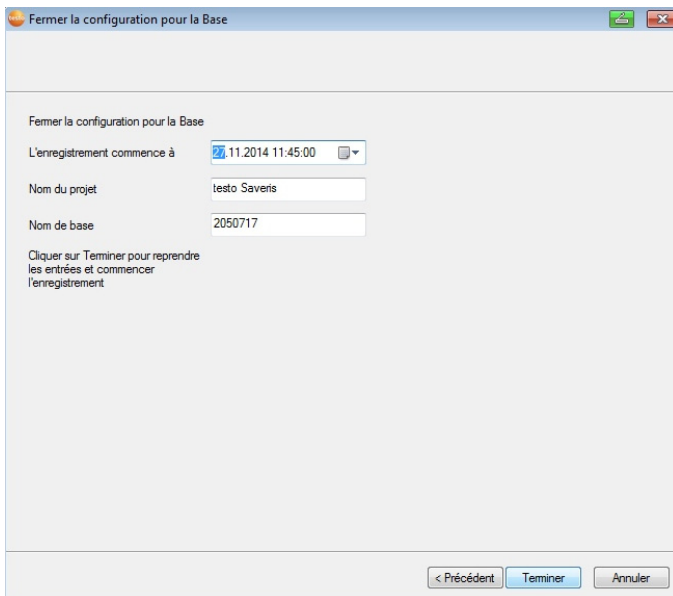 Fermer la configuration pour la Base
Fermer la configuration pour la Base
L'enregistrement commence à 27.11.2014 11:45:00
Nom du projet testo Saveris
Nom de base 2050717
Cliquer sur Terminer pour reprendre
les entrées et commencer
l'enregistrement
< Précédent Terminer Annuler